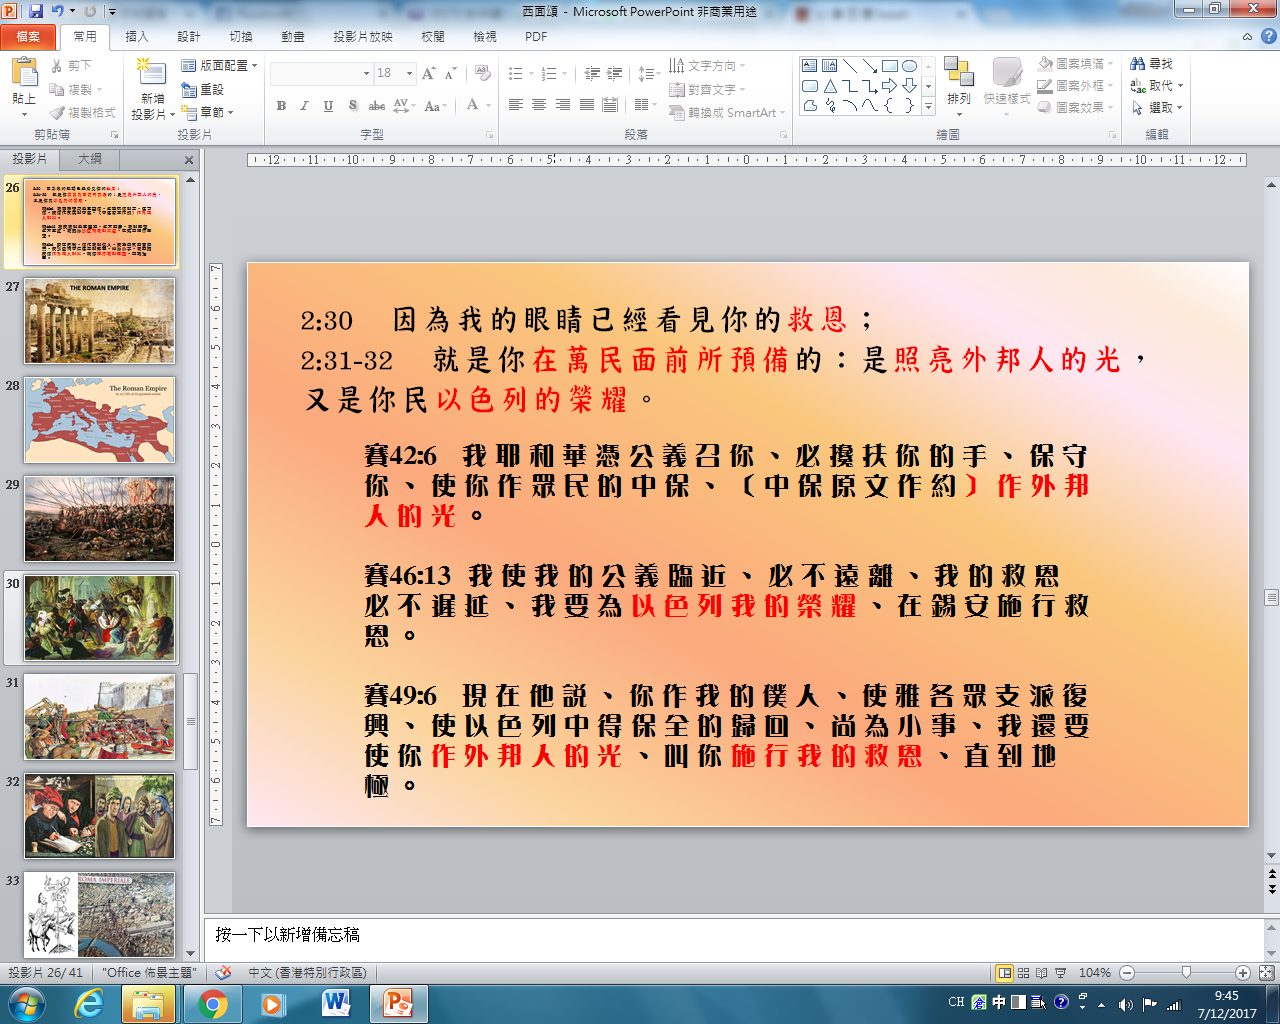 西面頌 - Microsoft PowerPoint 非商業用途
檔案 常用 插入 設計 切換 動畫 投影片放映 校閱 檢視 PDF
貼上 剪下 複製 複製格式
新增投影片 版面配置 重設 章節
18
文字方向 對齊文字 轉換成 SmartArt
排列 快速樣式 圖案填滿 圖案外框 圖案效果
尋找 取代 選取
剪貼簿 投影片 字型 段落 繪圖 編輯
投影片 大綱
26
27
THE ROMAN EMPIRE
28
The Roman Empire
29
30
31
32
33
ROMA IMPERIALE
2:30 因為我的眼睛已經看見你的救恩；
2:31-32 就是你在萬民面前所預備的：是照亮外邦人的光，
又是你民以色列的榮耀。
賽42:6 我耶和華憑公義召你、必攙扶你的手、保守
你、使你作眾民的中保、〔中保原文作約〕作外邦
人的光。
賽46:13 我使我的公義臨近、必不遠離、我的救恩
必不遲延、我要為以色列我的榮耀、在錫安施行救
恩。
賽49:6 現在他說、你作我的僕人、使雅各眾支派復
興、使以色列中得保全的歸回、尚為小事、我還要
使你作外邦人的光、叫你施行我的救恩、直到地
極。
按一下以新增備忘稿
投影片 26/ 41 "Office 佈景主題" 中文 (香港特別行政區) 104%
CH 倉 中 9:45
7/12/2017